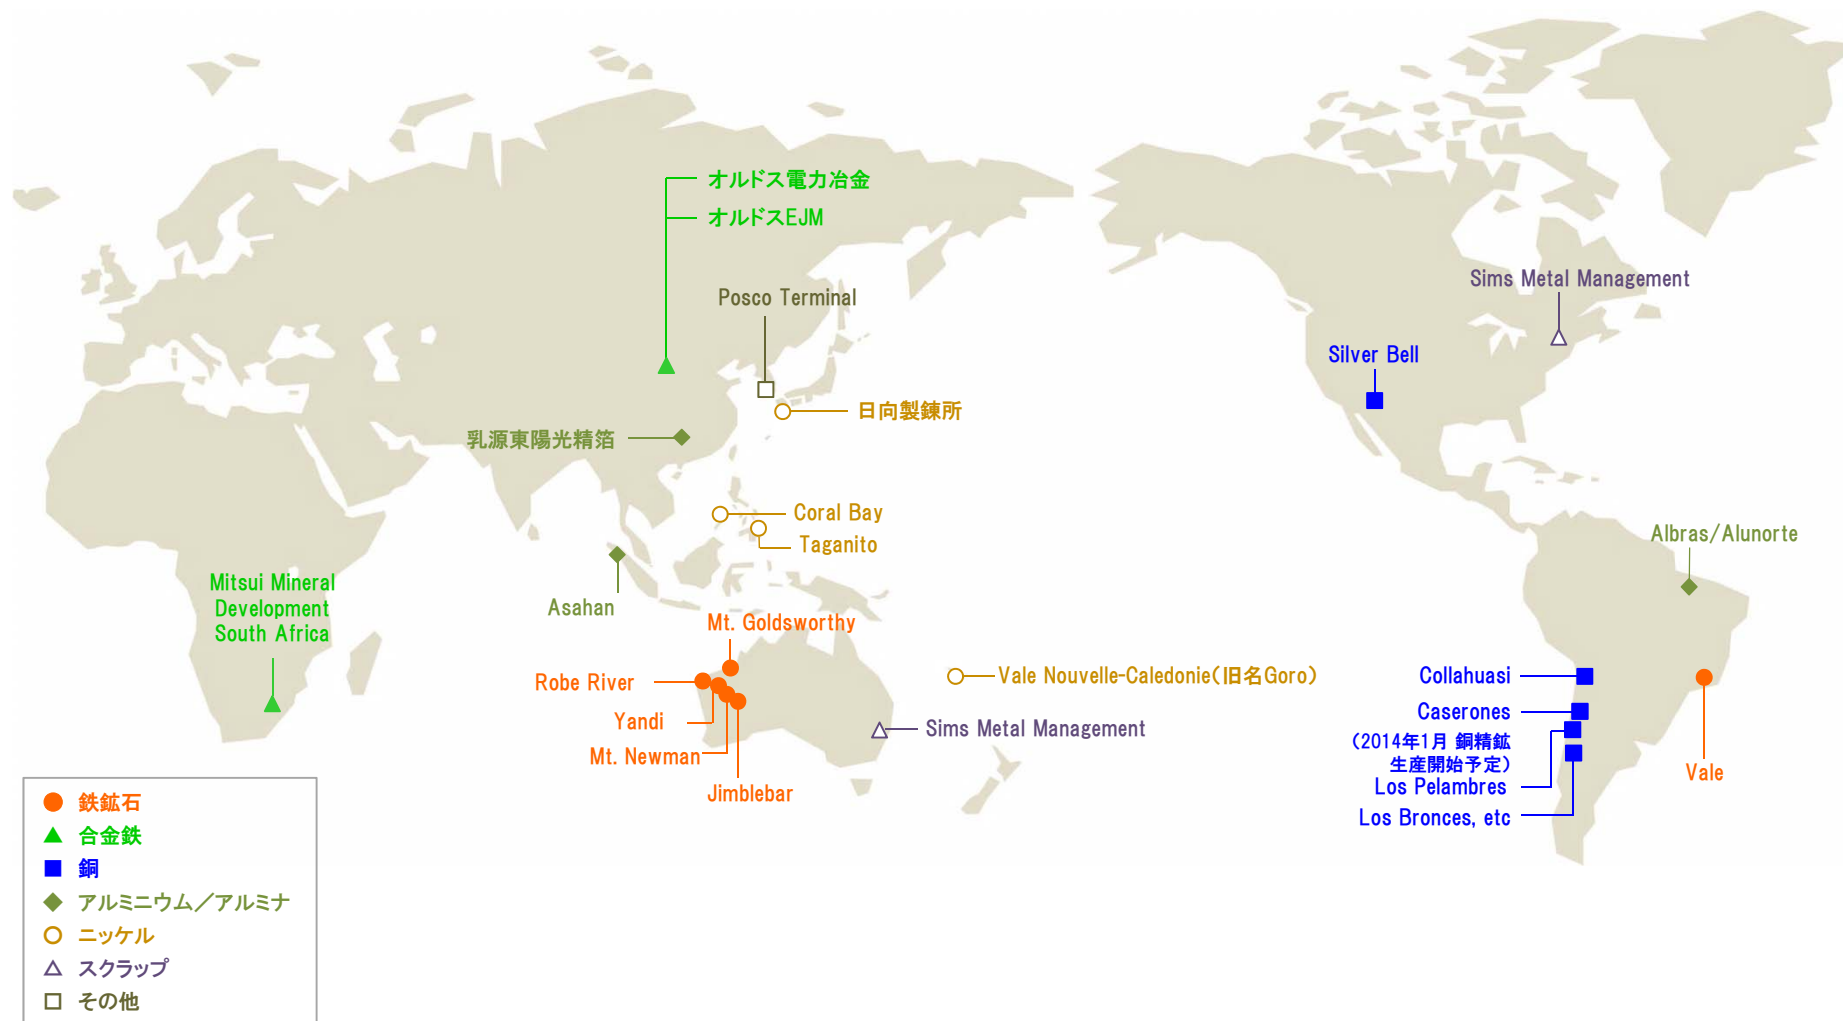 オルドス電力冶金
オルドスEJM
Posco Terminal
Sims Metal Management
Silver Bell
日向製錬所
乳源東陽光精箔
Coral Bay
Taganito
Albras/Alunorte
Asahan
Mitsui Mineral
Development
South Africa
Mt. Goldsworthy
Robe River
Yandi
Mt. Newman
Jimblebar
Vale Nouvelle-Caledonie(旧名Goro)
Sims Metal Management
Collahuasi
Caserones
(2014年1月 銅精鉱
生産開始予定)
Los Pelambres
Los Bronces, etc
Vale
鉄鉱石
合金鉄
銅
アルミニウム／アルミナ
ニッケル
スクラップ
その他